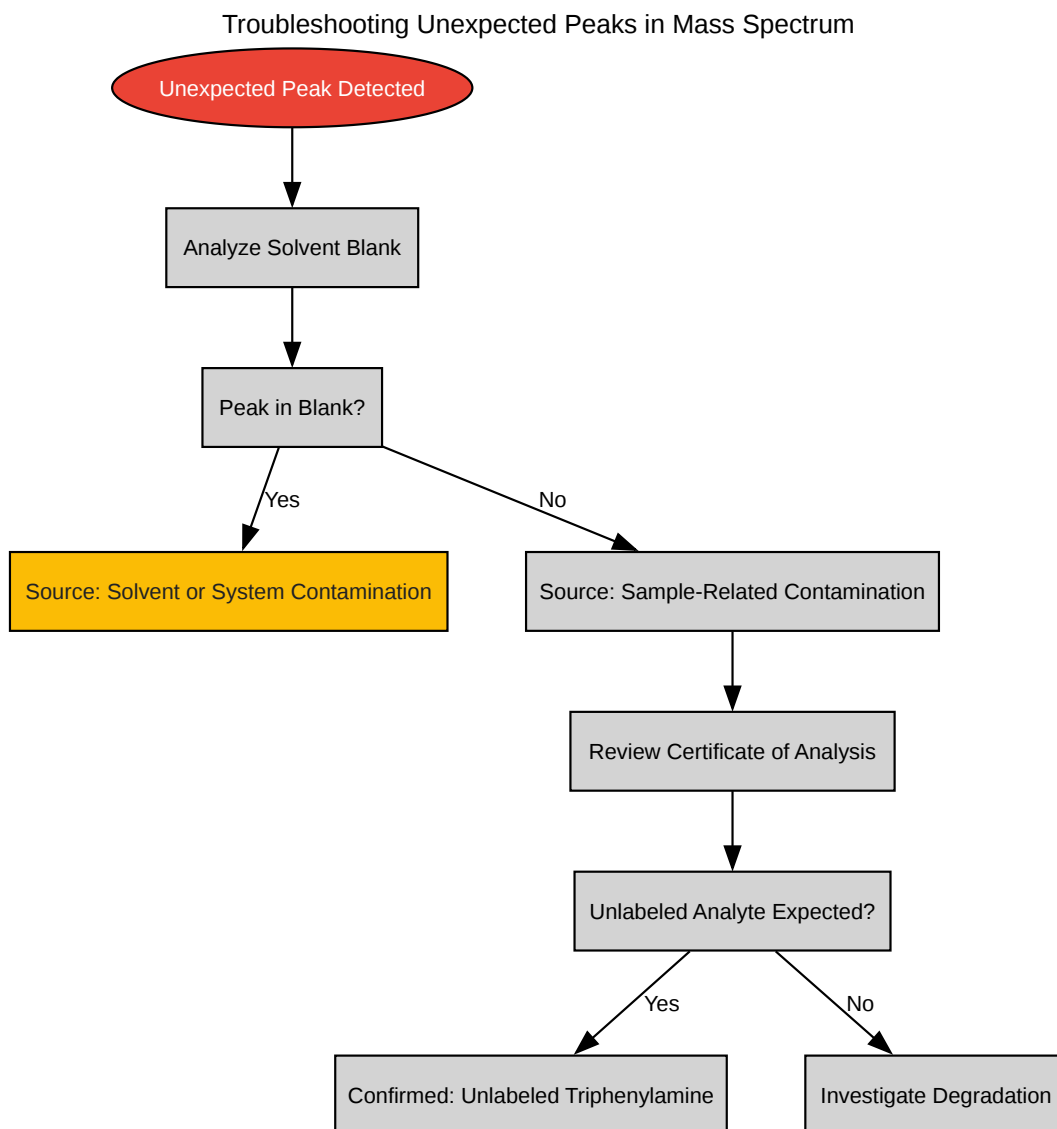 Troubleshooting Unexpected Peaks in Mass Spectrum
Unexpected Peak Detected
Analyze Solvent Blank
Peak in Blank?
Yes
No
Source: Solvent or System Contamination
Source: Sample-Related Contamination
Review Certificate of Analysis
Unlabeled Analyte Expected?
Yes
No
Confirmed: Unlabeled Triphenylamine
Investigate Degradation